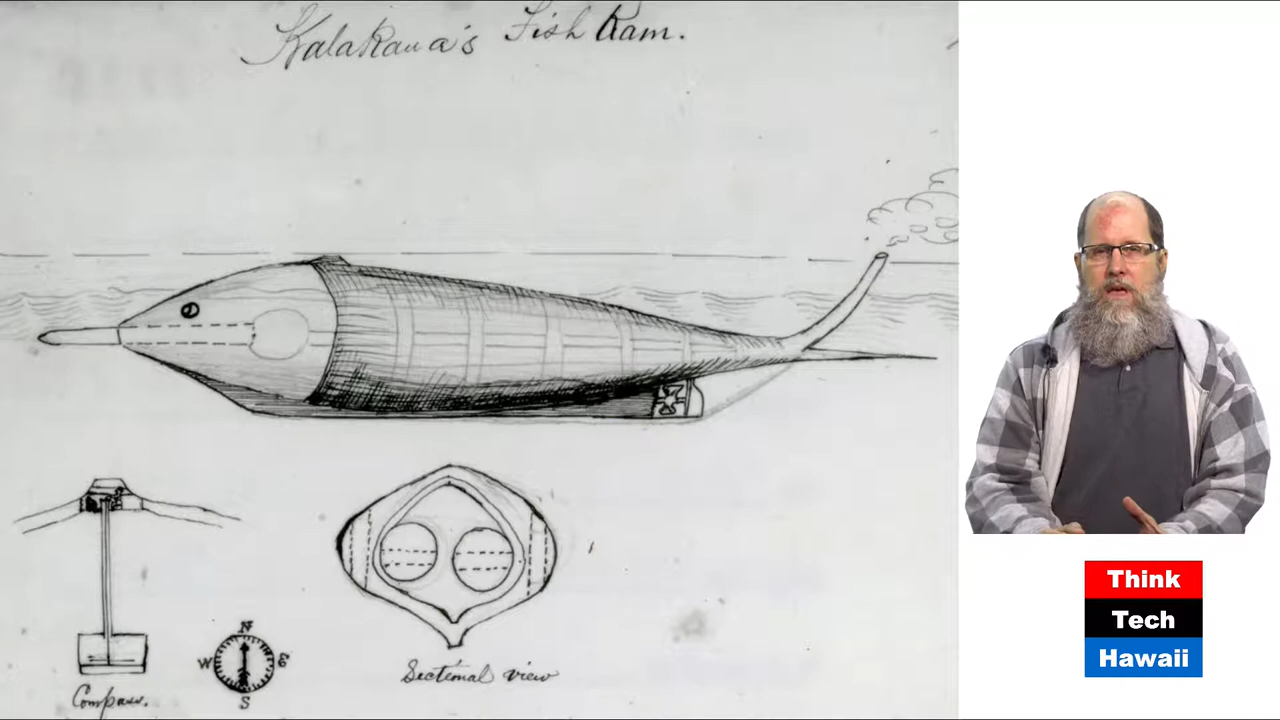 Kalakaua's Fish Ram.
Compass.
N
W
E
S
Sectional view
Think
Tech
Hawaii